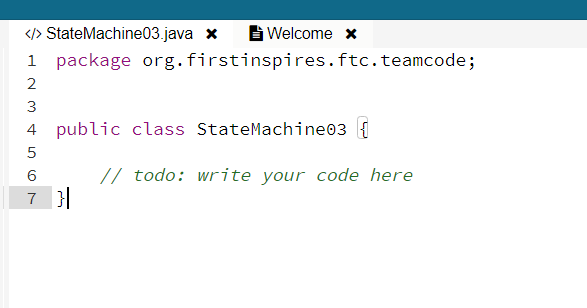 </> StateMachine03.java ✖ Welcome ✖
1 package org.firstinspires.ftc.teamcode;
2
3
4 public class StateMachine03 {
5
6     // todo: write your code here
7 }